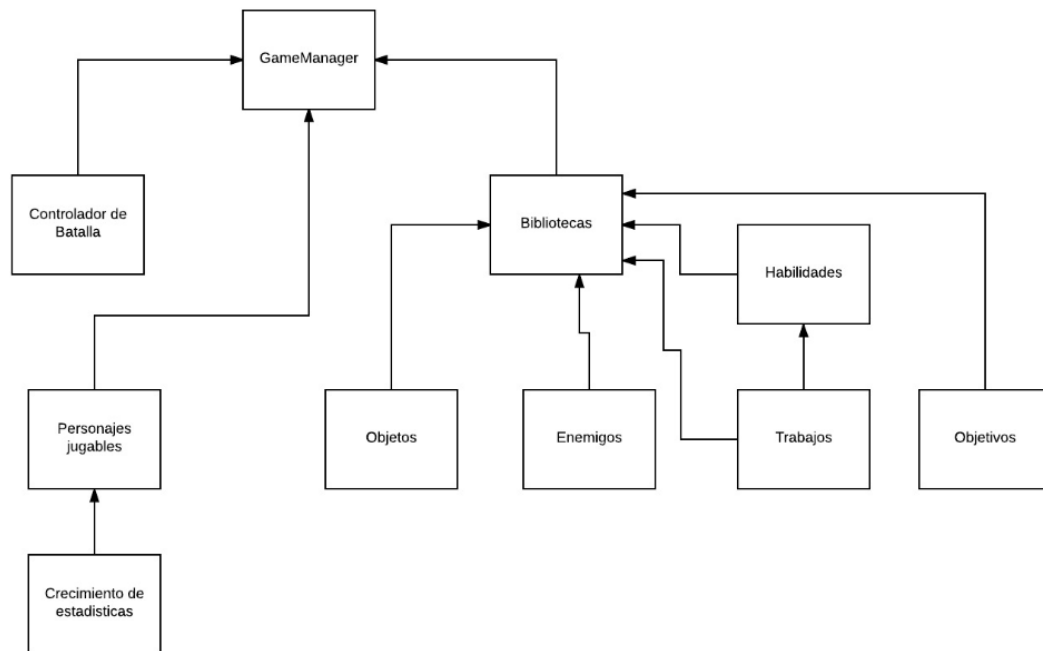 GameManager
Controlador de
Batalla
Bibliotecas
Habilidades
Personajes
jugables
Objetos
Enemigos
Trabajos
Objetivos
Crecimiento de
estadisticas